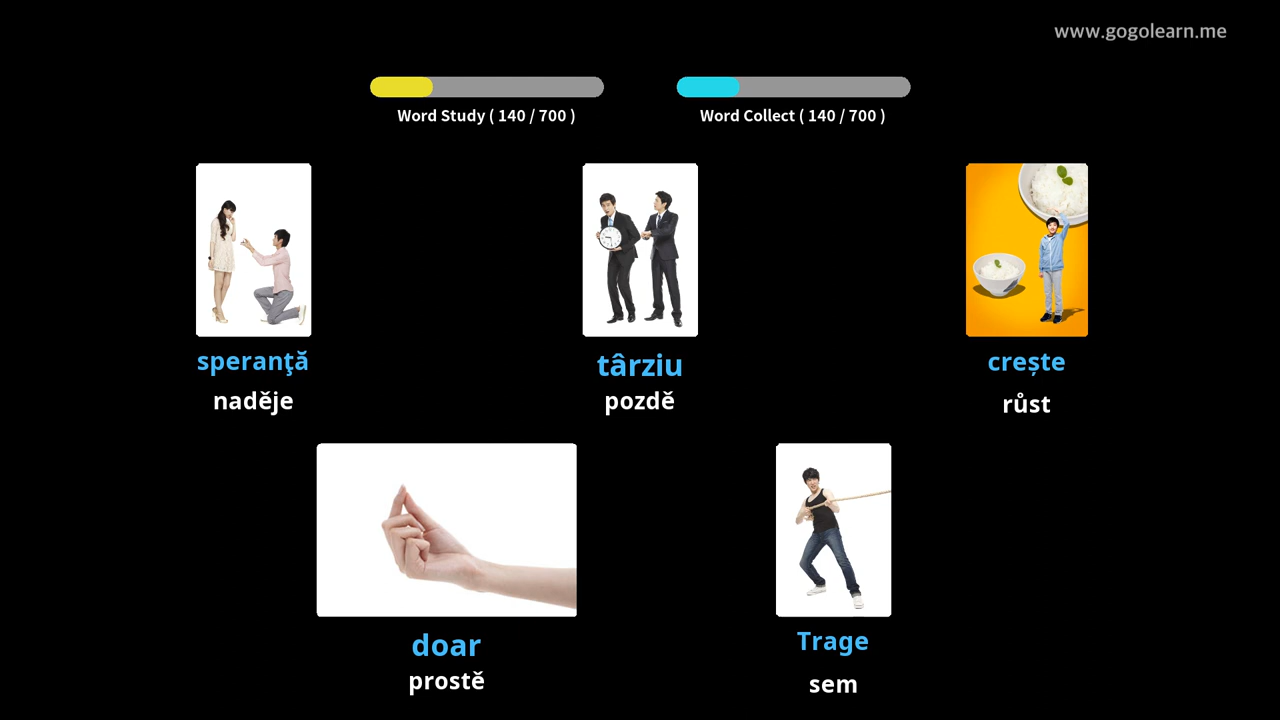 www.gogolearn.me
Word Study ( 140 / 700 )
Word Collect ( 140 / 700 )
speranţă
naděje
târziu
pozdě
crește
růst
doar
prostě
Trage
sem